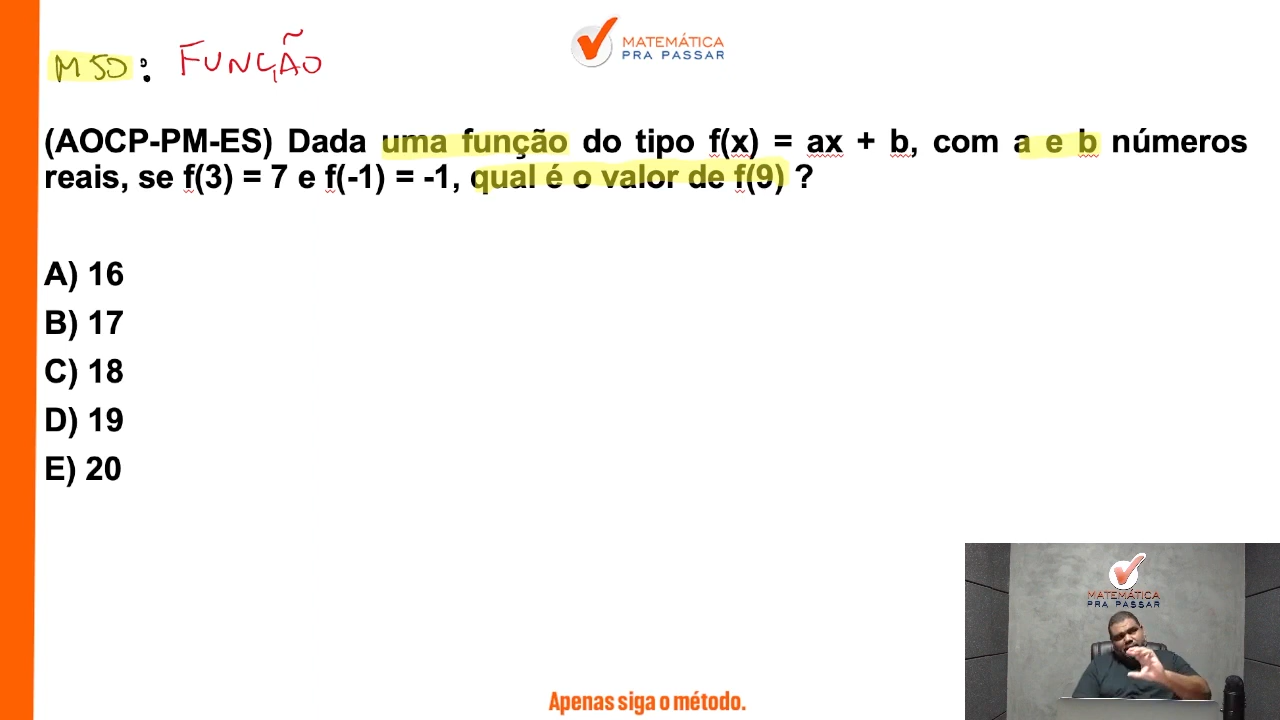 M50: FUNÇÃO
MATEMÁTICA
PRA PASSAR
(AOCP-PM-ES) Dada uma função do tipo f(x) = ax + b, com a e b números
reais, se f(3) = 7 e f(-1) = -1, qual é o valor de f(9) ?
A) 16
B) 17
C) 18
D) 19
E) 20
MATEMÁTICA
PRA PASSAR
Apenas siga o método.